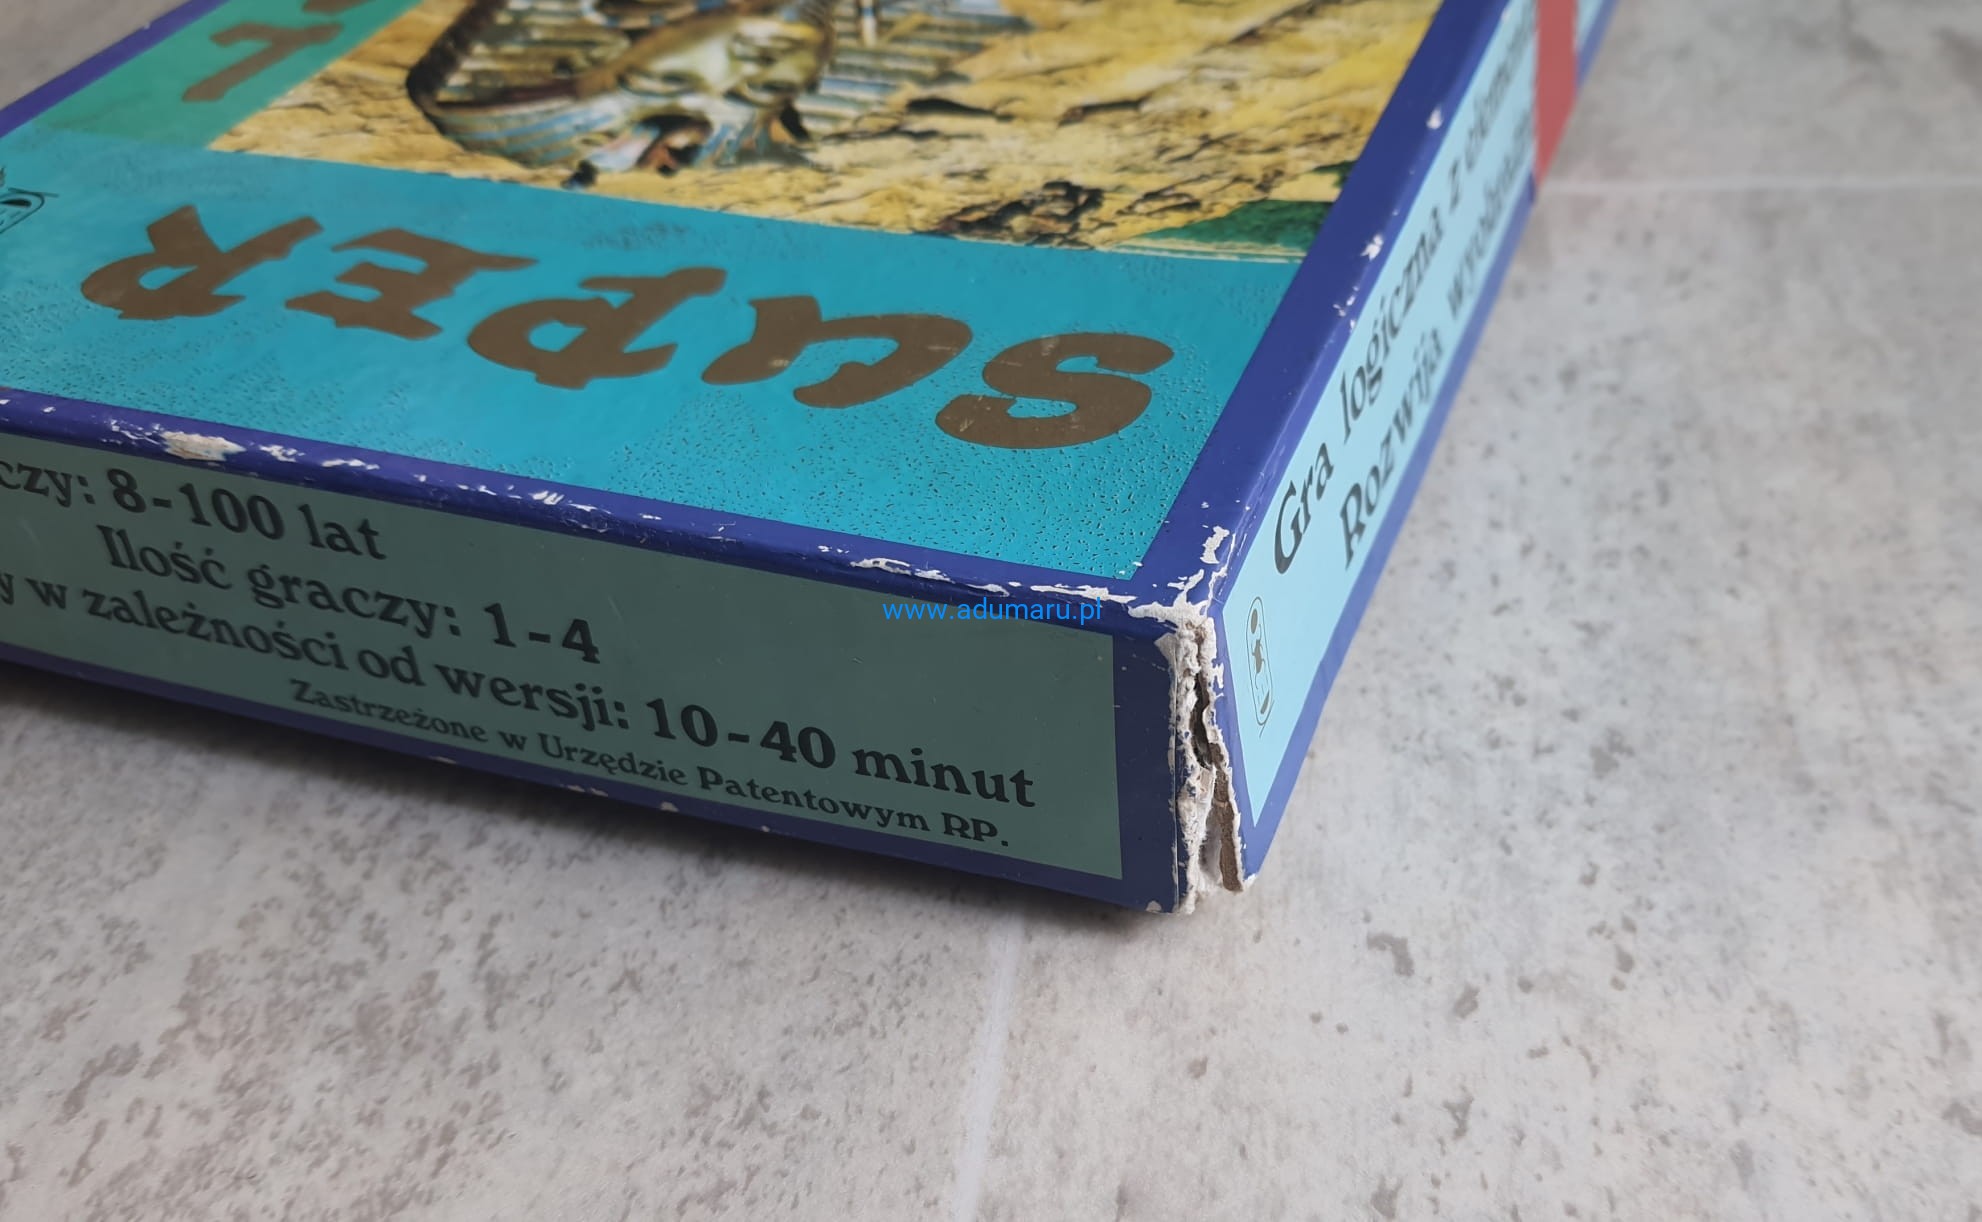 SUPER
czy: 8-100 lat
Ilość graczy: 1-4
y w zależności od wersji: 10-40 minut
Zastrzeżone w Urzędzie Patentowym RP.
Gra logiczna z
Rozwija
www.adumaru.pl